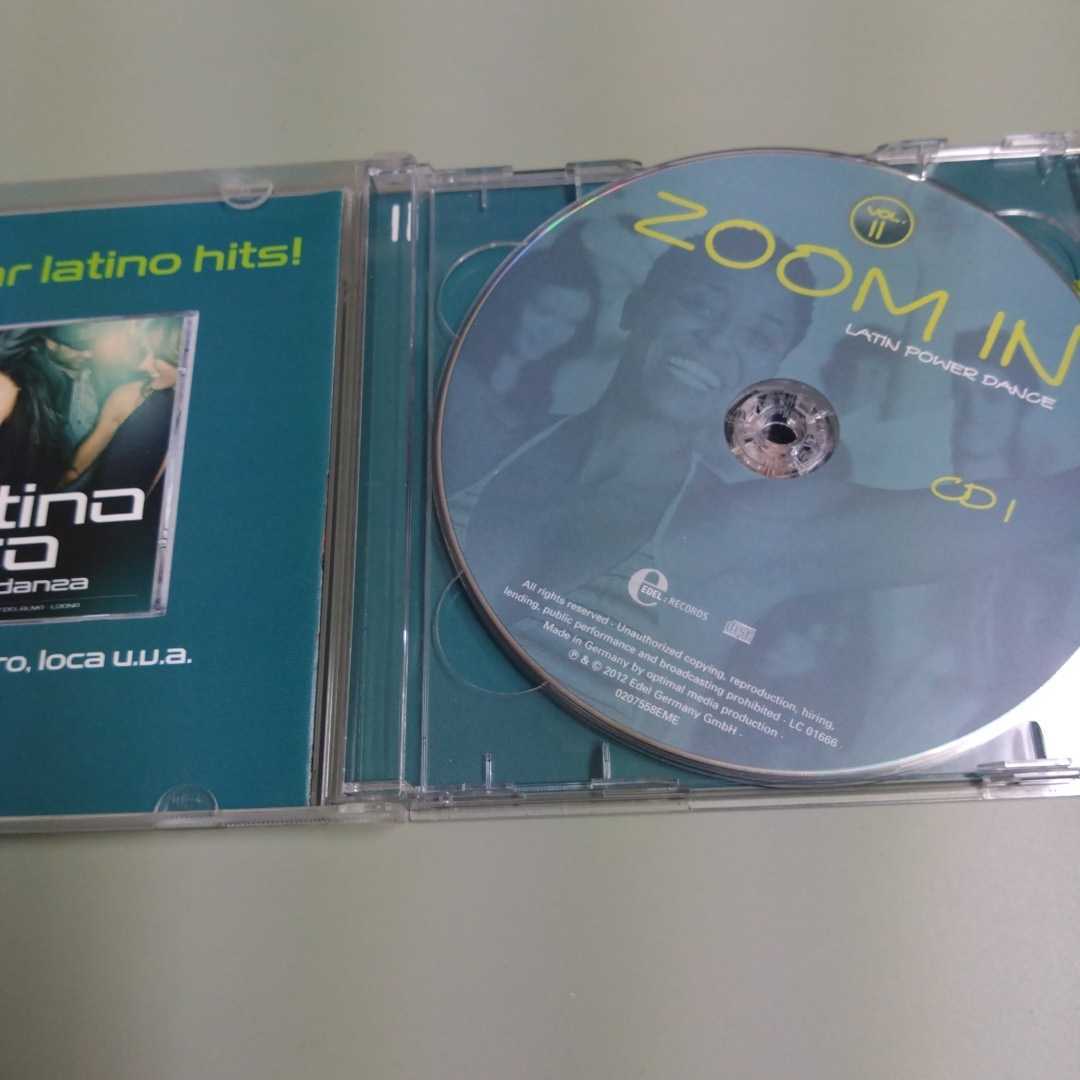 ar latino hits!
tino
danza
ro, loca u.v.a.
VOL.
II
ZOOM IN
LATIN POWER DANCE
CD 1
e
EDEL:RECORDS
All rights reserved · Unauthorized copying, reproduction, hiring,
lending, public performance and broadcasting prohibited · LC 01666 ·
Made in Germany by optimal media production ·
℗ & © 2012 Edel Germany GmbH ·
0207558EME